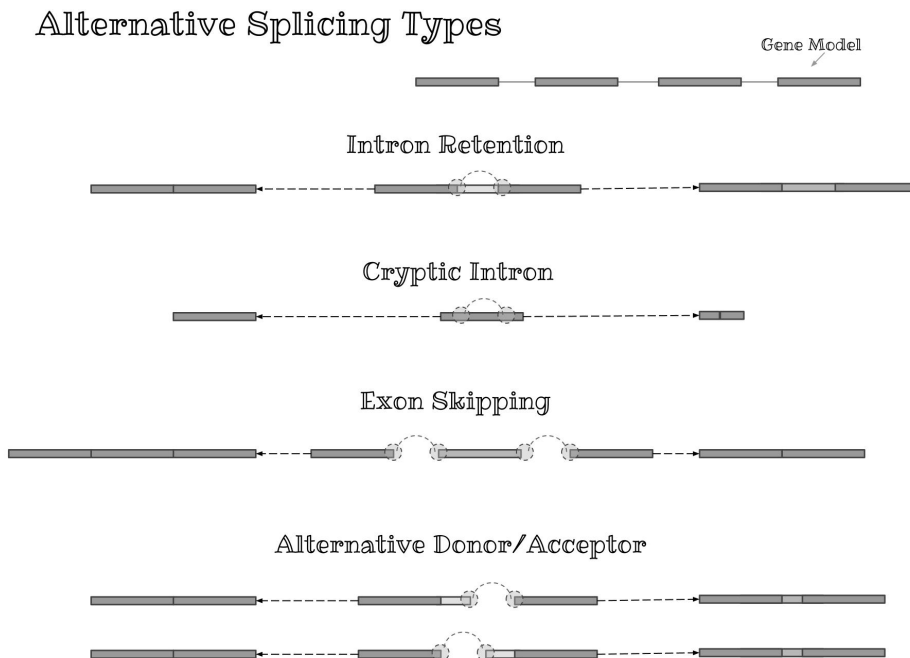 Alternative Splicing Types
Gene Model
Intron Retention
Cryptic Intron
Exon Skipping
Alternative Donor/Acceptor